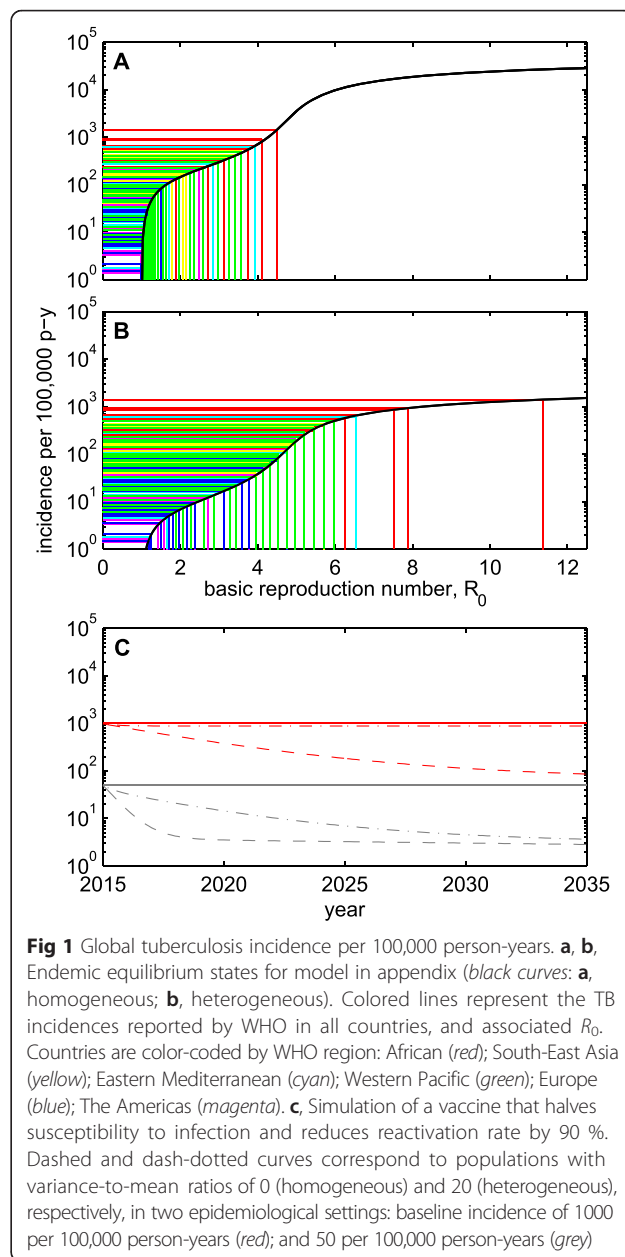 A
10^5
10^4
10^3
10^2
10^1
10^0
B
10^5
10^4
10^3
10^2
10^1
10^0
0 2 4 6 8 10 12
basic reproduction number, R_0
incidence per 100,000 p-y
C
10^5
10^4
10^3
10^2
10^1
10^0
2015 2020 2025 2030 2035
year
Fig 1 Global tuberculosis incidence per 100,000 person-years. a, b,
Endemic equilibrium states for model in appendix (black curves: a,
homogeneous; b, heterogeneous). Colored lines represent the TB
incidences reported by WHO in all countries, and associated R0.
Countries are color-coded by WHO region: African (red); South-East Asia
(yellow); Eastern Mediterranean (cyan); Western Pacific (green); Europe
(blue); The Americas (magenta). c, Simulation of a vaccine that halves
susceptibility to infection and reduces reactivation rate by 90 %.
Dashed and dash-dotted curves correspond to populations with
variance-to-mean ratios of 0 (homogeneous) and 20 (heterogeneous),
respectively, in two epidemiological settings: baseline incidence of 1000
per 100,000 person-years (red); and 50 per 100,000 person-years (grey)